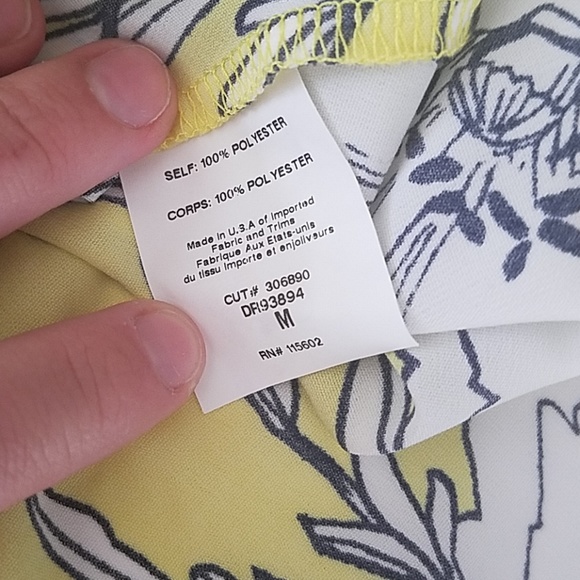 SELF: 100% POLYESTER
CORPS: 100% POLYESTER
Made in U.S.A of Imported
Fabric and Trims
Fabrique Aux Etats-unis
du tissu importe et enjoliveurs
CUT# 306890
DR93894
M
RN# 115602